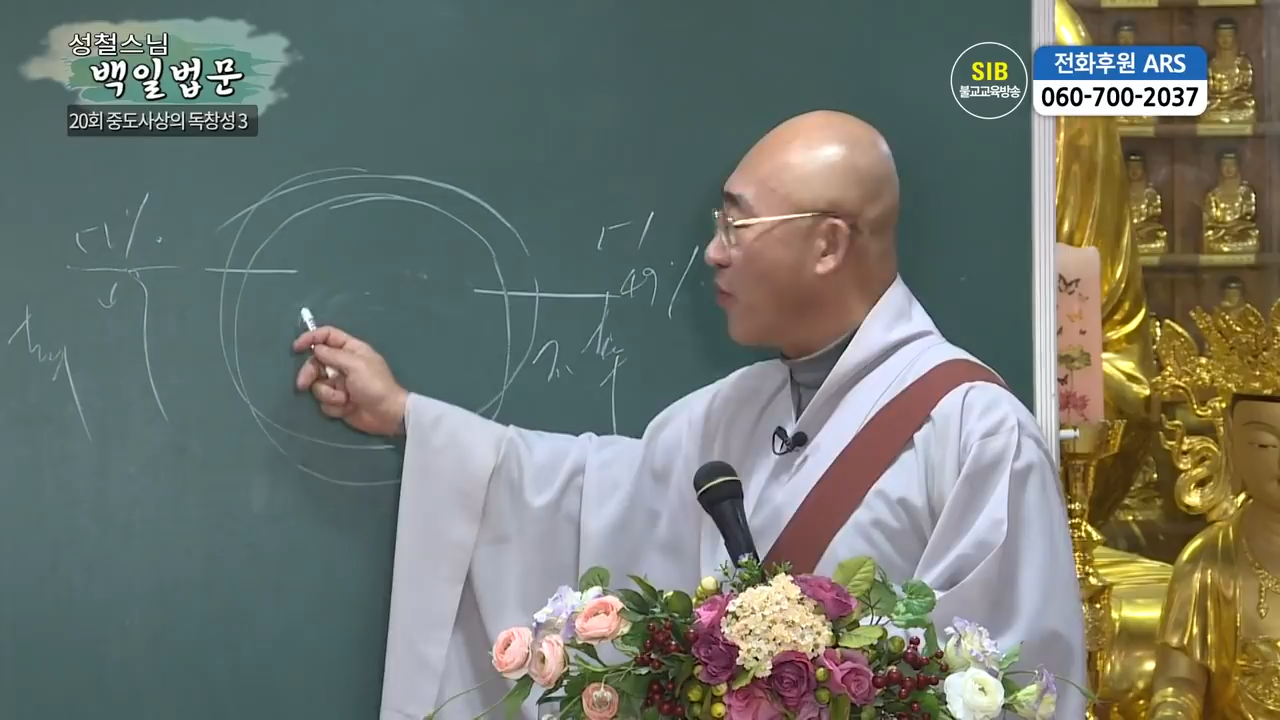 성철스님
백일법문
20회 중도사상의 독창성 3
SIB
불교교육방송
전화후원 ARS
060-700-2037
51%
51
49%